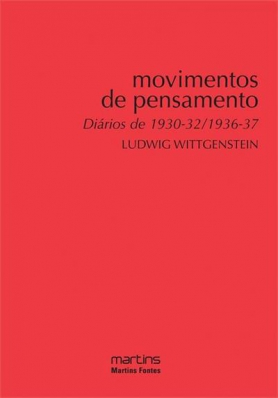 movimentos
de pensamento
Diários de 1930-32/1936-37
LUDWIG WITTGENSTEIN
martins
Martins Fontes